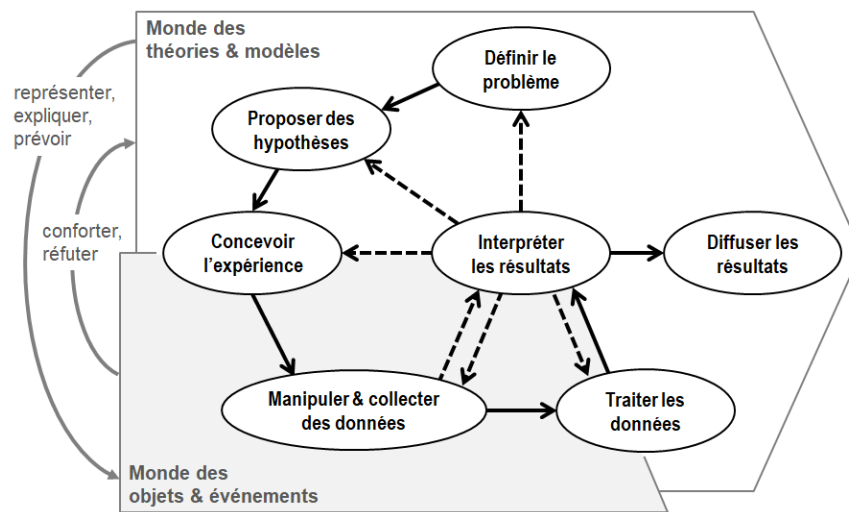 Monde des
théories & modèles
Définir le
problème
représenter,
expliquer,
prévoir
Proposer des
hypothèses
conforter,
réfuter
Concevoir
l'expérience
Interpréter
les résultats
Diffuser les
résultats
Manipuler & collecter
des données
Traiter les
données
Monde des
objets & événements